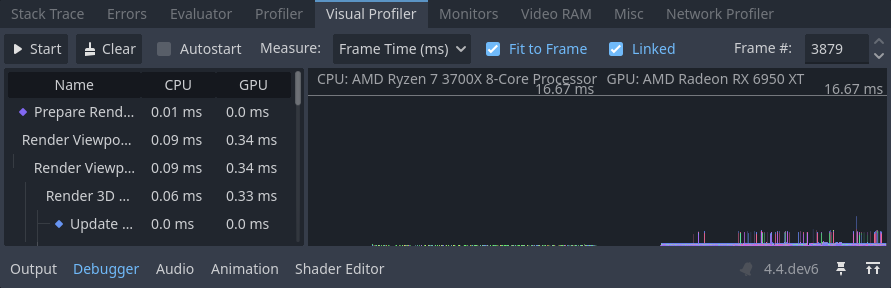 Stack Trace Errors Evaluator Profiler Visual Profiler Monitors Video RAM Misc Network Profiler
Start Clear Autostart Measure: Frame Time (ms) Fit to Frame Linked Frame #: 3879
Name CPU GPU
Prepare Rend... 0.01 ms 0.0 ms
Render Viewpo... 0.09 ms 0.34 ms
Render Viewp... 0.09 ms 0.34 ms
Render 3D ... 0.06 ms 0.33 ms
Update ... 0.0 ms 0.0 ms
CPU: AMD Ryzen 7 3700X 8-Core Processor GPU: AMD Radeon RX 6950 XT
16.67 ms 16.67 ms
Output Debugger Audio Animation Shader Editor 4.4.dev6